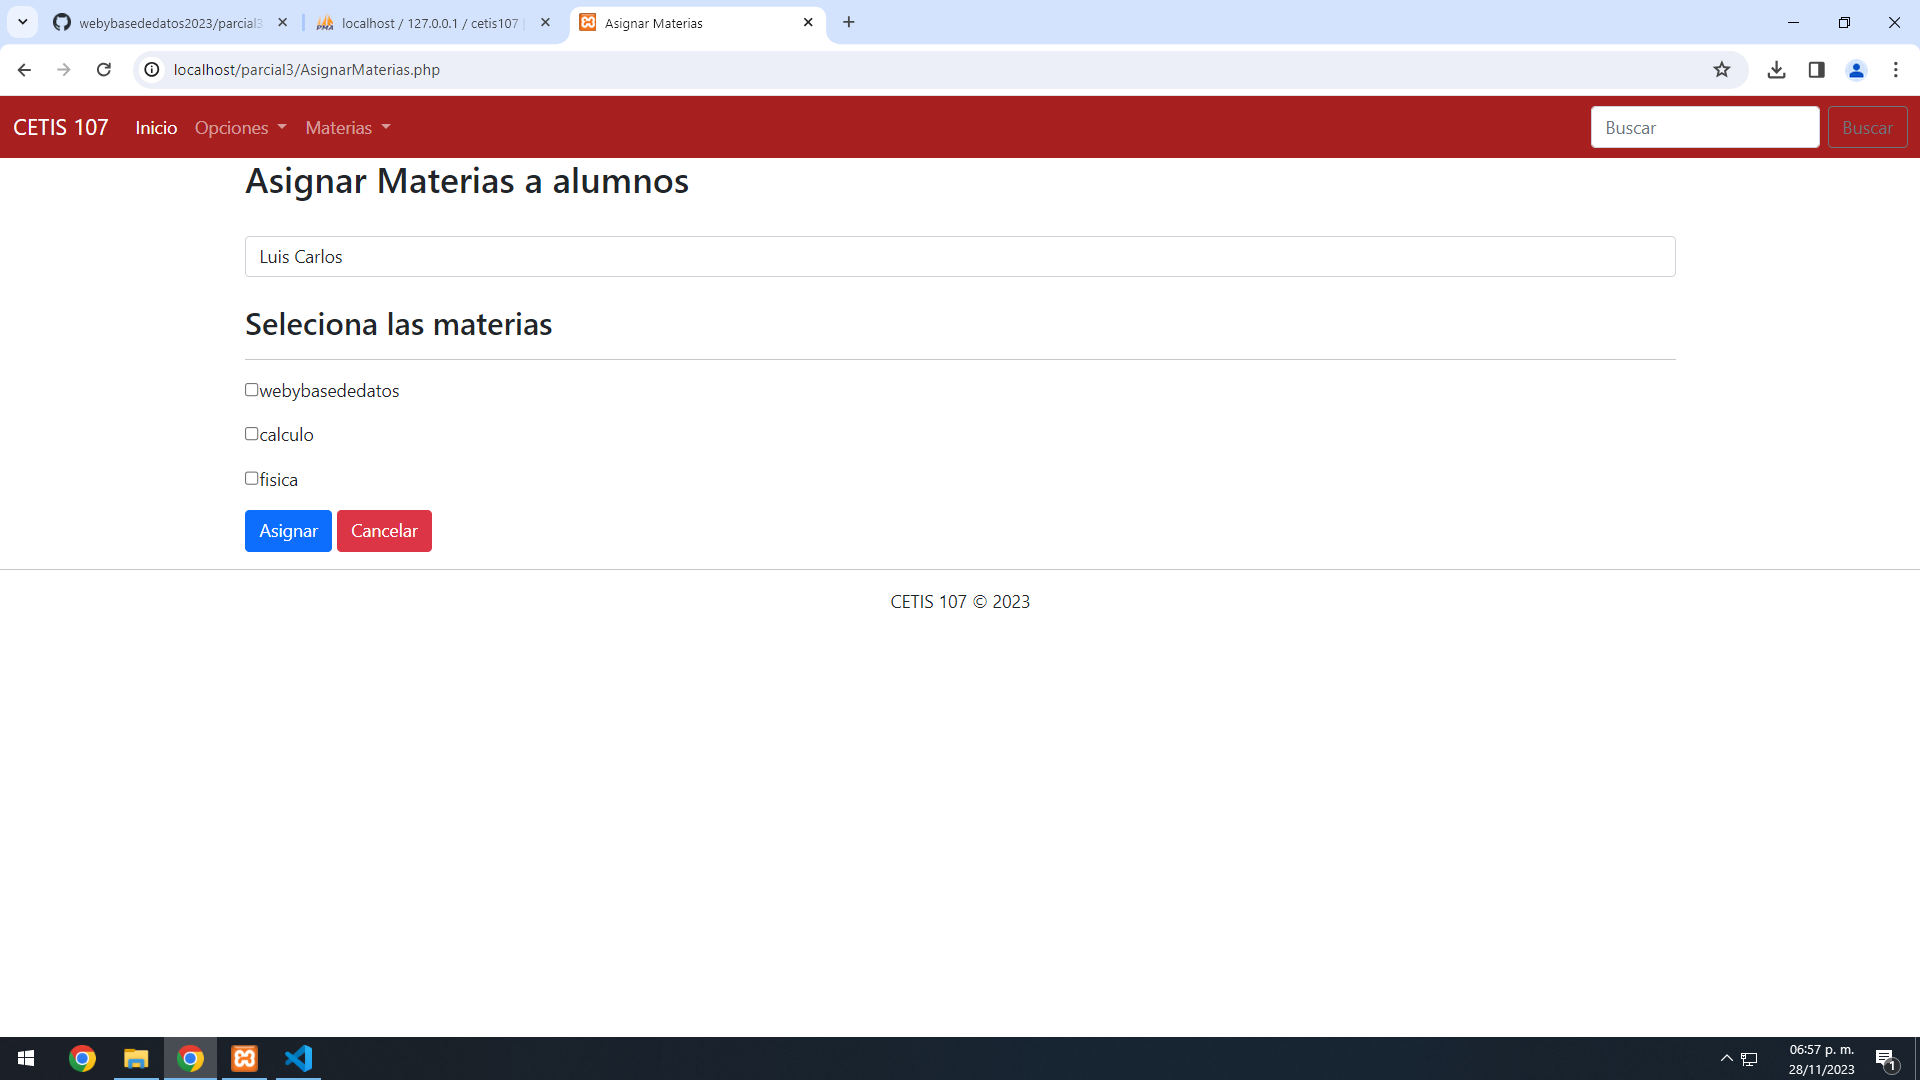 webybasededatos2023/parcial3
localhost / 127.0.0.1 / cetis107 |
Asignar Materias
localhost/parcial3/AsignarMaterias.php
CETIS 107 Inicio Opciones Materias Buscar Buscar
Asignar Materias a alumnos
Luis Carlos
Seleciona las materias
webybasededatos
calculo
fisica
Asignar Cancelar
CETIS 107 © 2023
06:57 p. m.
28/11/2023
1